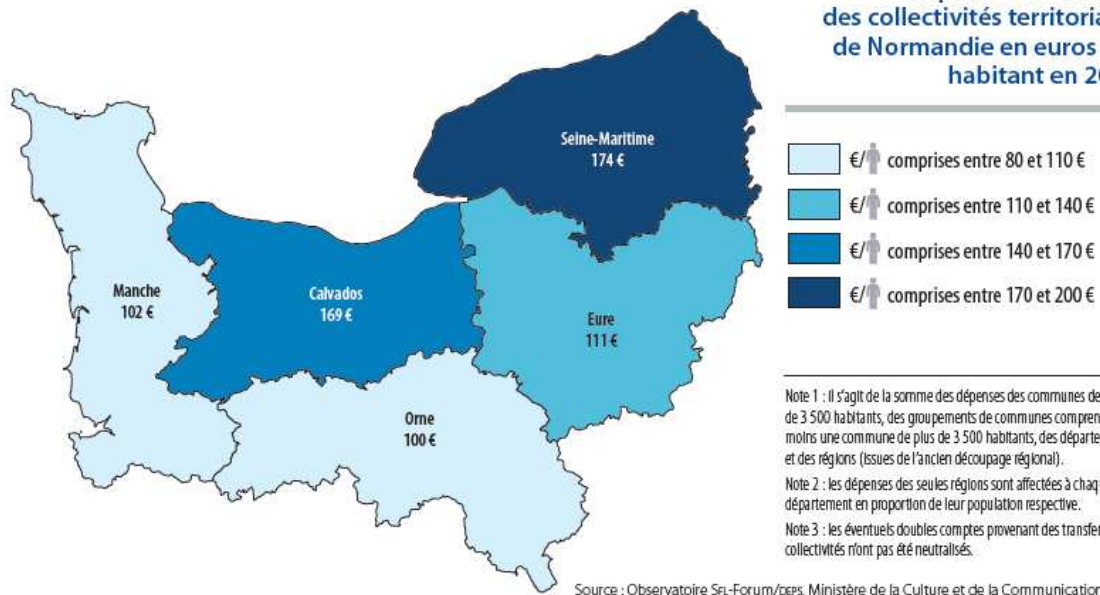 des collectivités territoria
de Normandie en euros
habitant en 20
Seine-Maritime
174 €
Manche
102 €
Calvados
169 €
Eure
111 €
Orne
100 €
€/ comprises entre 80 et 110 €
€/ comprises entre 110 et 140 €
€/ comprises entre 140 et 170 €
€/ comprises entre 170 et 200 €
Note 1 : il s'agit de la somme des dépenses des communes de
de 3 500 habitants, des groupements de communes compren
moins une commune de plus de 3 500 habitants, des départe
et des régions (issues de l'ancien découpage régional).
Note 2 : les dépenses des seules régions sont affectées à chaq
département en proportion de leur population respective.
Note 3 : les éventuels doubles comptes provenant des transfer
collectivités n'ont pas été neutralisés.
Source : Observatoire SFL-Forum/DEPS, Ministère de la Culture et de la Communication